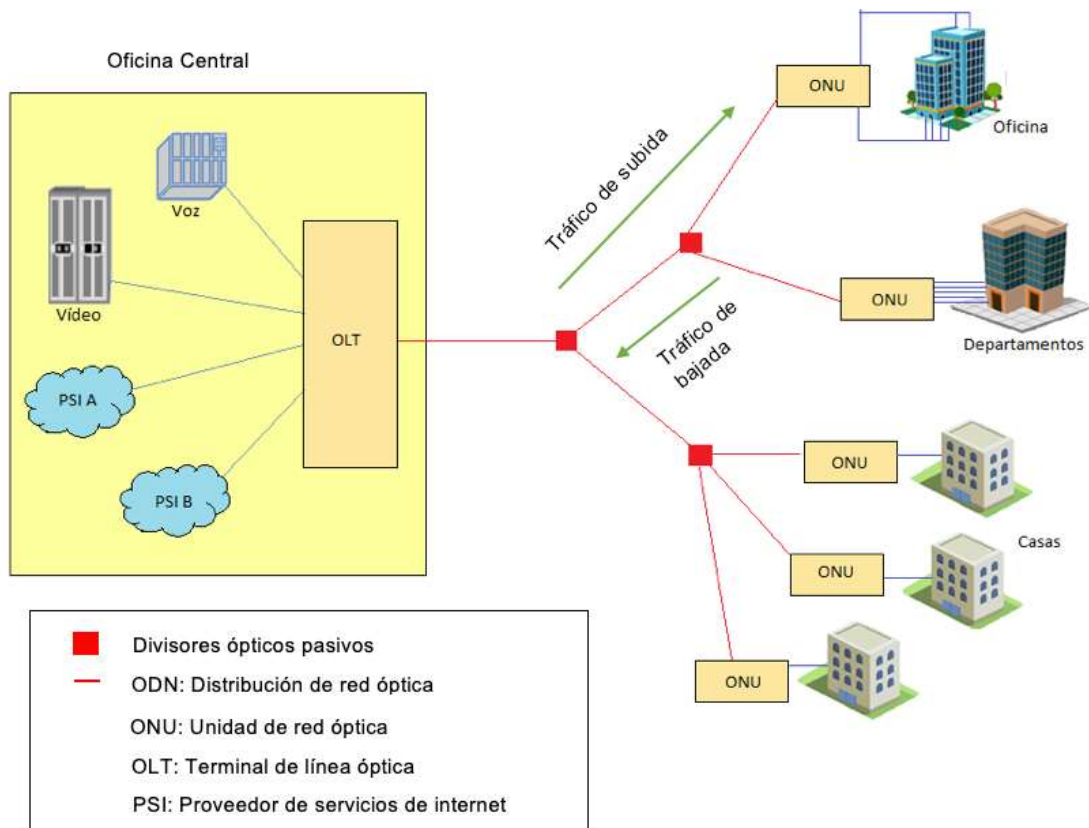 Oficina Central
Voz
Vídeo
OLT
PSI A
PSI B
Tráfico de subida
Tráfico de
bajada
ONU
Oficina
ONU
Departamentos
ONU
Casas
ONU
ONU
Divisores ópticos pasivos
ODN: Distribución de red óptica
ONU: Unidad de red óptica
OLT: Terminal de línea óptica
PSI: Proveedor de servicios de internet